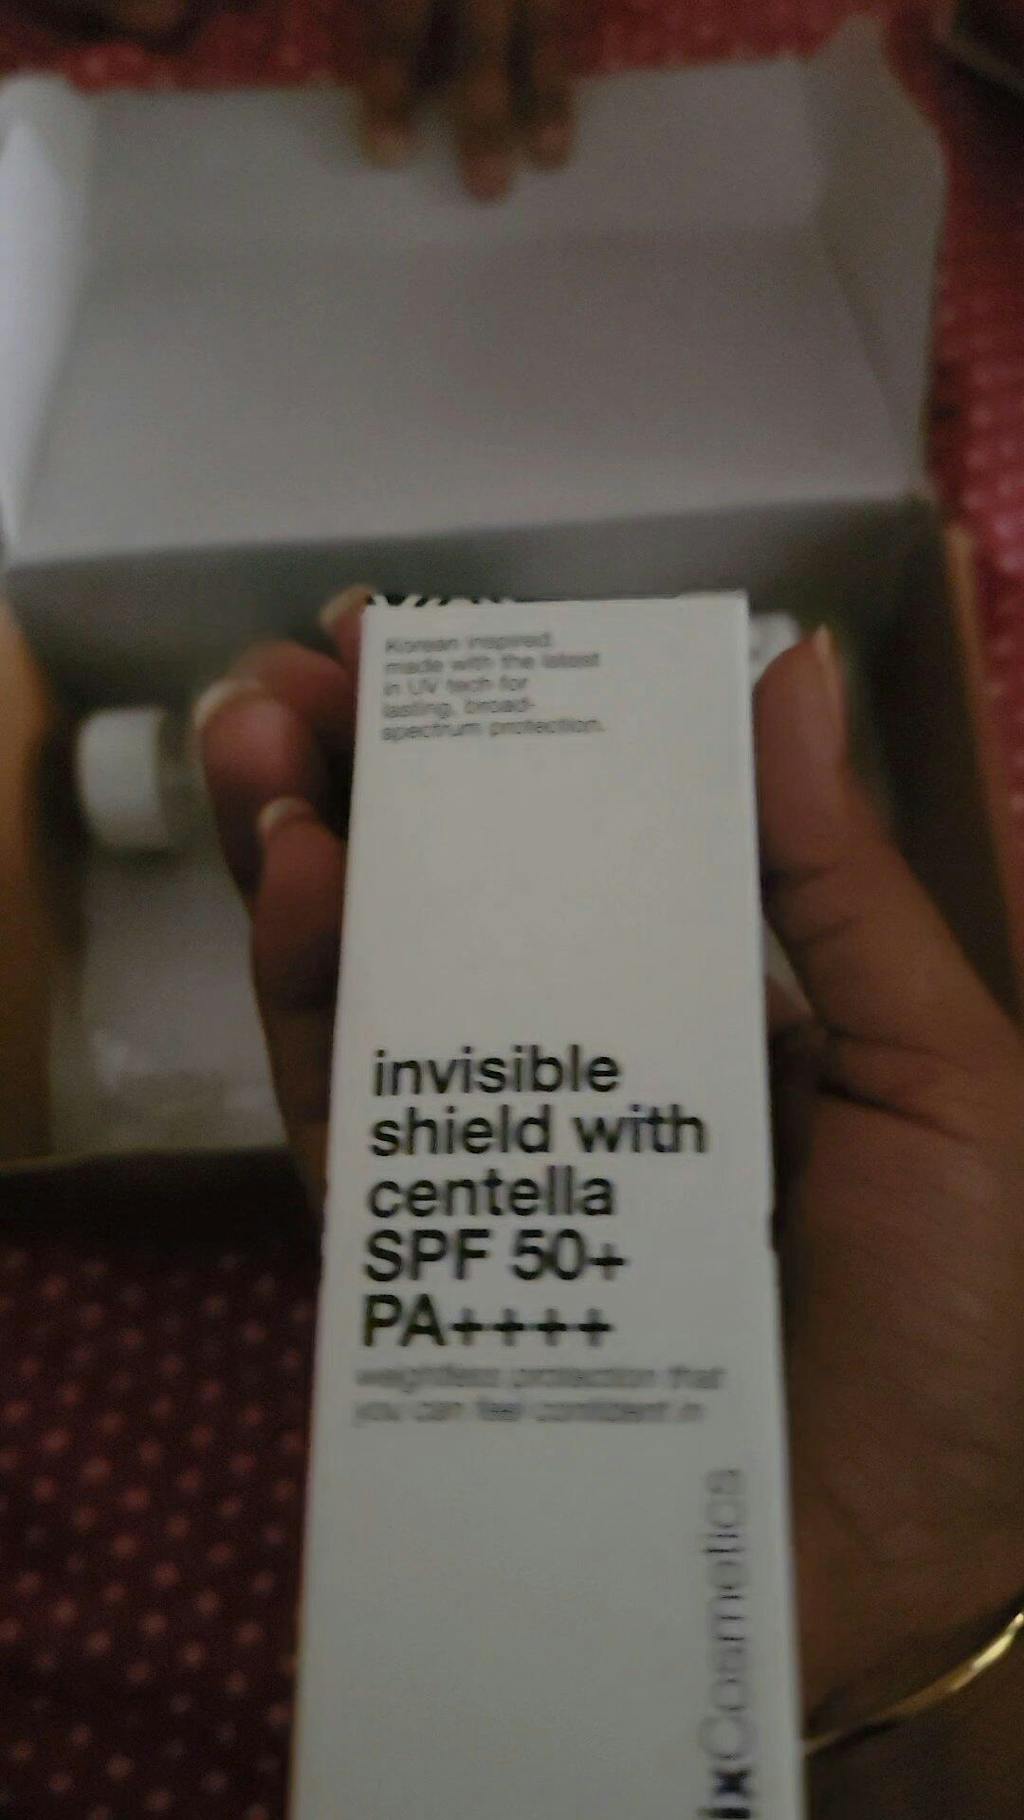 Korean inspired.
made with the latest
in UV tech for
lasting, broad-
spectrum protection.
invisible
shield with
centella
SPF 50+
PA++++
weightless protection that
you can feel confident in
ixCosmetics